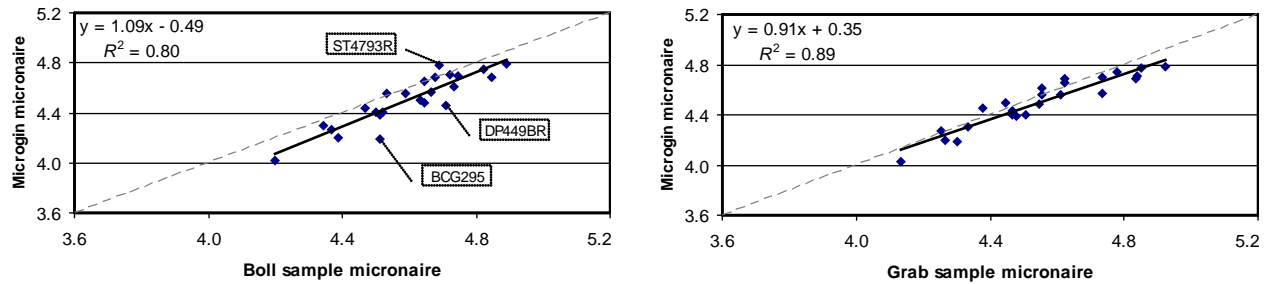 5.2
4.8
4.4
4.0
3.6
Microgin micronaire
y = 1.09x - 0.49
R² = 0.80
ST4793R
DP449BR
BCG295
3.6 4.0 4.4 4.8 5.2
Boll sample micronaire
5.2
4.8
4.4
4.0
3.6
Microgin micronaire
y = 0.91x + 0.35
R² = 0.89
3.6 4.0 4.4 4.8 5.2
Grab sample micronaire